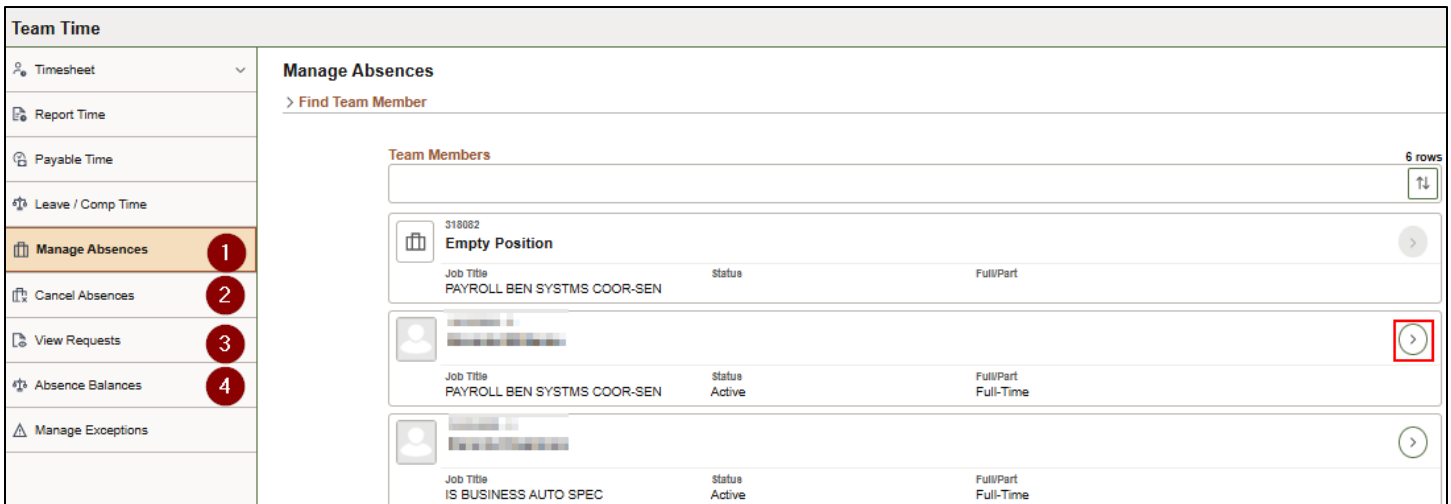 Team Time
Timesheet
Report Time
Payable Time
Leave / Comp Time
Manage Absences 1
Cancel Absences 2
View Requests 3
Absence Balances 4
Manage Exceptions
Manage Absences
> Find Team Member
Team Members
6 rows
318082
Empty Position
Job Title Status Full/Part
PAYROLL BEN SYSTMS COOR-SEN
Job Title Status Full/Part
PAYROLL BEN SYSTMS COOR-SEN Active Full-Time
Job Title Status Full/Part
IS BUSINESS AUTO SPEC Active Full-Time